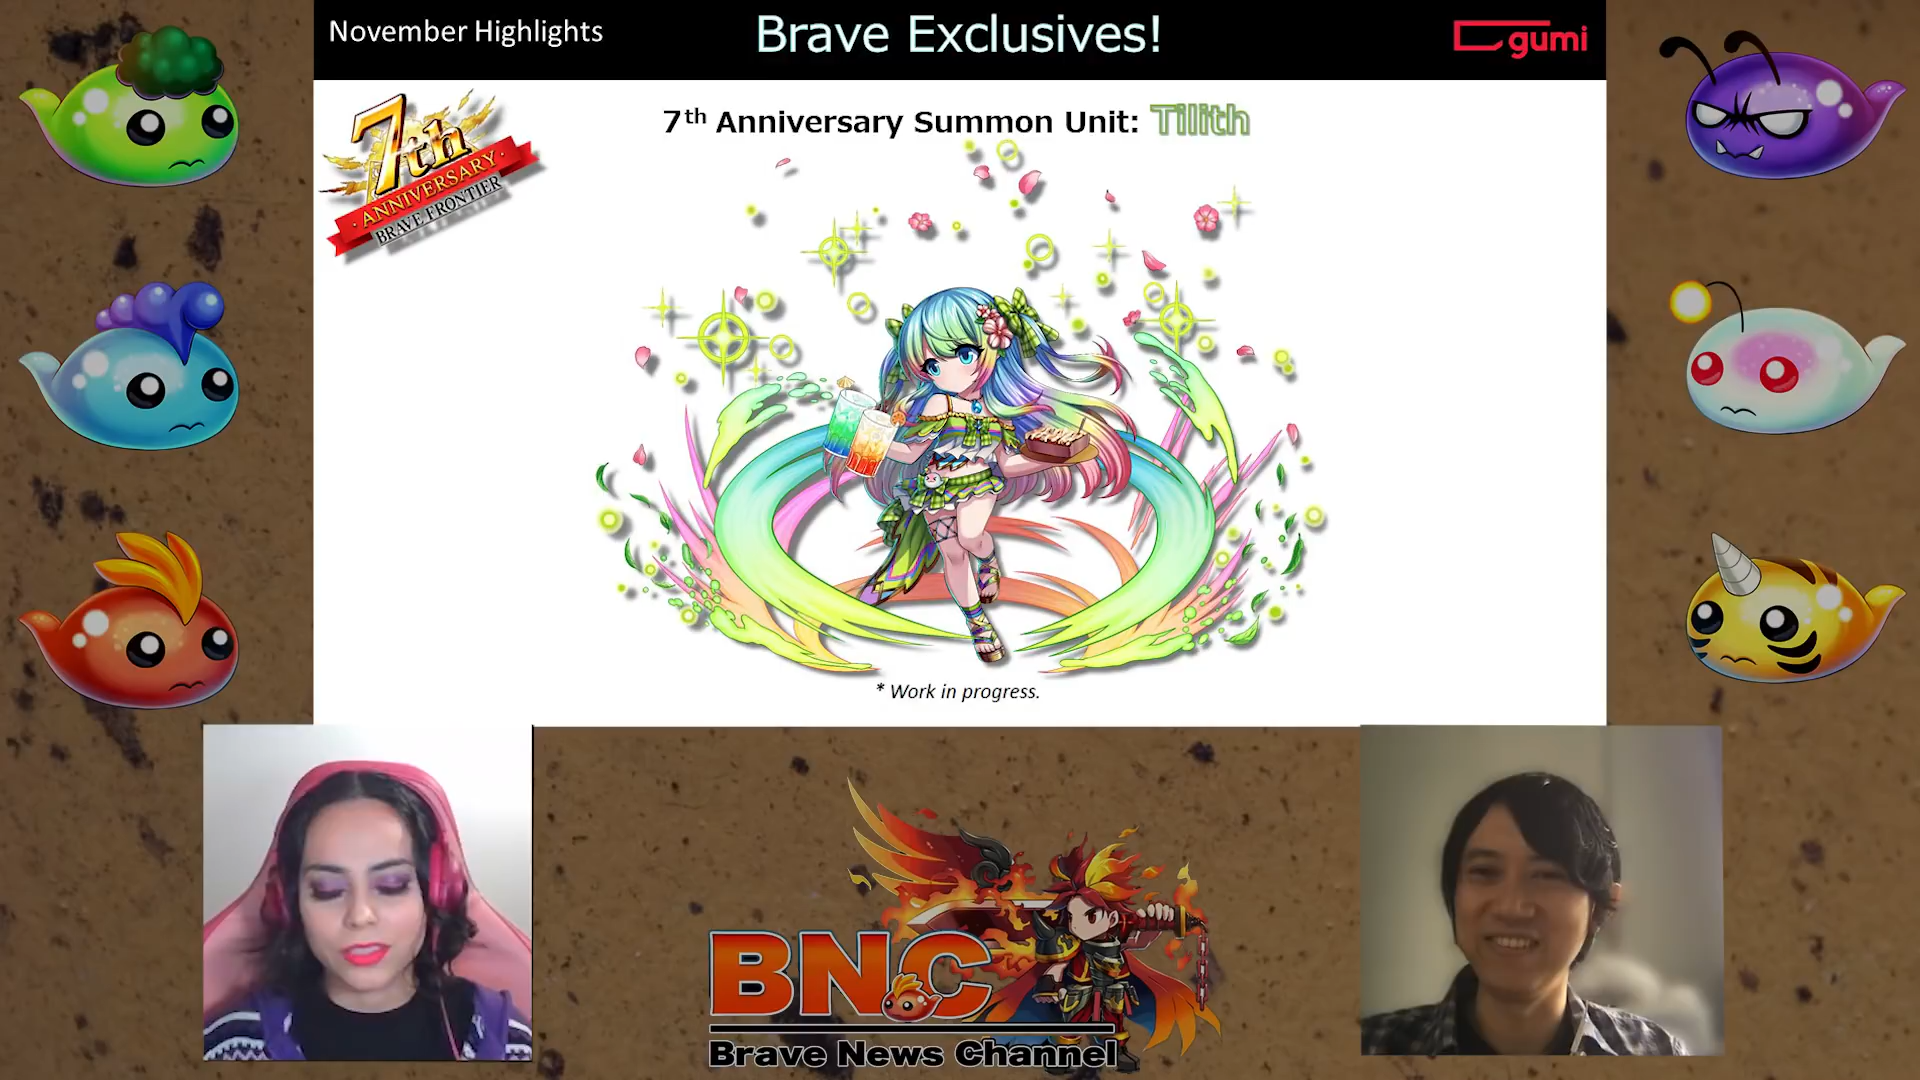 November Highlights
Brave Exclusives!
gumi
7th
ANNIVERSARY
BRAVE FRONTIER
7th Anniversary Summon Unit: Tilith
* Work in progress.
BNC
Brave News Channel